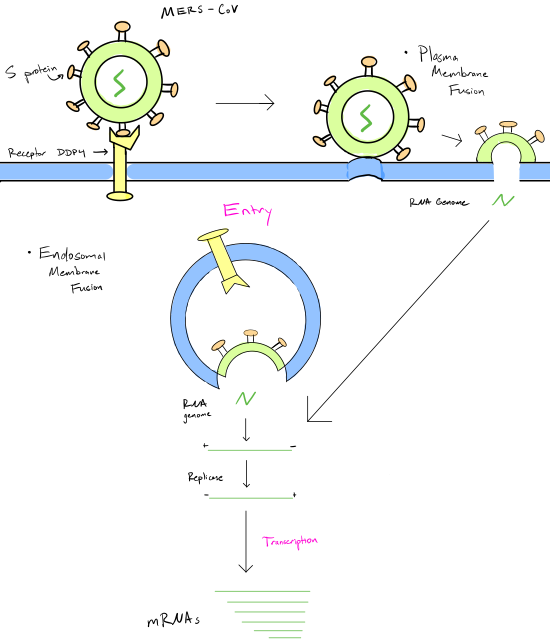 MERS-CoV
S protein
• Plasma
Membrane
Fusion
Receptor DDP4
RNA Genome
Entry
• Endosomal
Membrane
Fusion
RNA
genome
+ −
Replicase
− +
Transcription
mRNAs